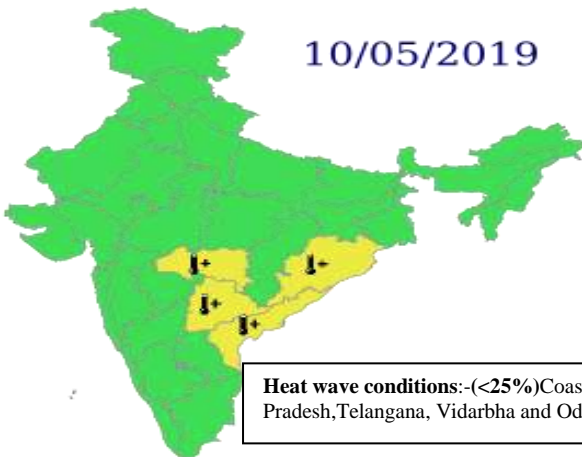 10/05/2019
Heat wave conditions:-(<25%)Coas
Pradesh,Telangana, Vidarbha and Od